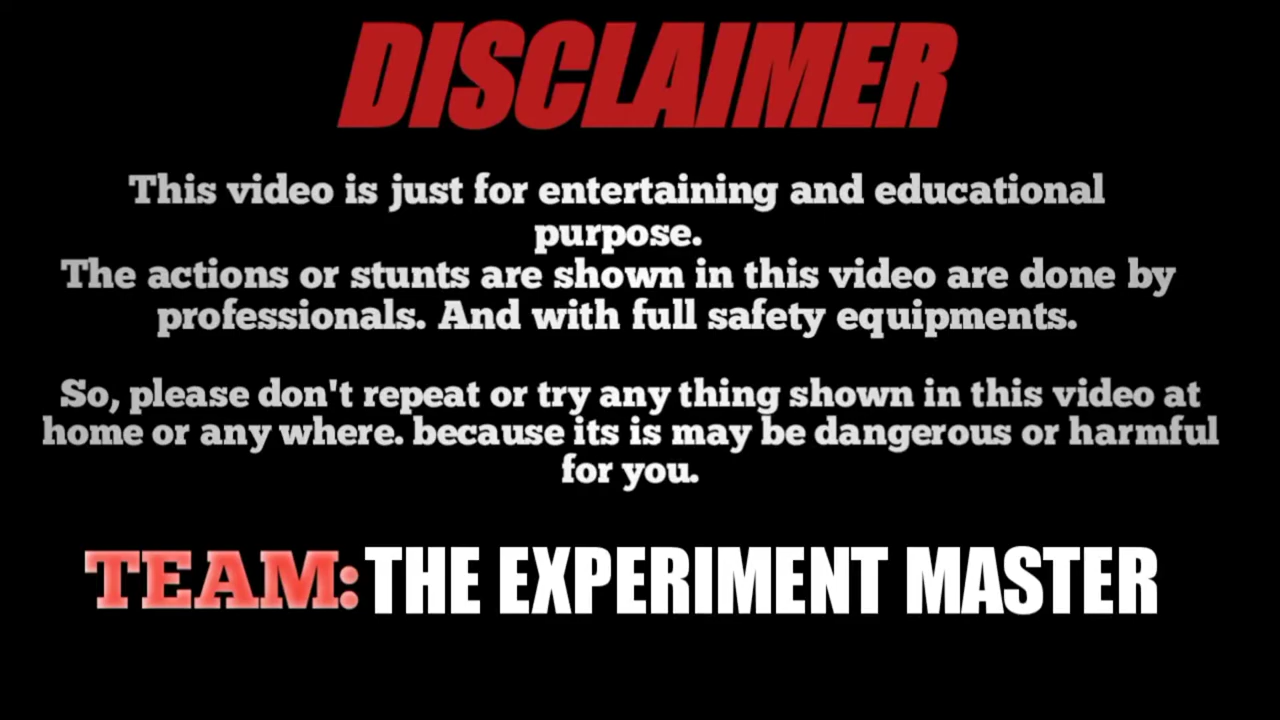 DISCLAIMER
This video is just for entertaining and educational
purpose.
The actions or stunts are shown in this video are done by
professionals. And with full safety equipments.
So, please don't repeat or try any thing shown in this video at
home or any where. because its is may be dangerous or harmful
for you.
TEAM: THE EXPERIMENT MASTER